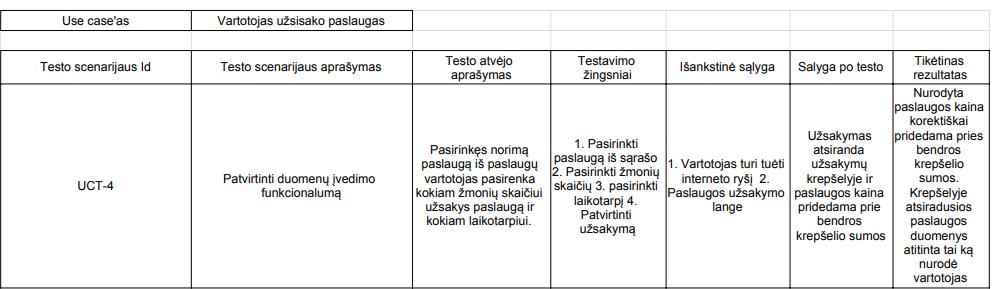 Use case'as
Vartotojas užsisako paslaugas
Testo scenarijaus Id
Testo scenarijaus aprašymas
Testo atvėjo
aprašymas
Testavimo
žingsniai
Išankstinė sąlyga
Salyga po testo
Tikėtinas
rezultatas
UCT-4
Patvirtinti duomenų įvedimo
funkcionalumą
Pasirinkęs norimą
paslaugą iš paslaugų
vartotojas pasirenka
kokiam žmonių skaičiui
užsakys paslaugą ir
kokiam laikotarpiui.
1. Pasirinkti
paslaugą iš sąrašo
2. Pasirinkti žmonių
skaičių 3. pasirinkti
laikotarpį 4.
Patvirtinti
užsakymą
1. Vartotojas turi tuėti
interneto ryšį  2.
Paslaugos užsakymo
lange
Užsakymas
atsiranda
užsakymų
krepšelyje ir
paslaugos kaina
pridedama prie
bendros
krepšelio sumos
Nurodyta
paslaugos kaina
korektiškai
pridedama pries
bendros
krepšelio
sumos.
Krepšelyje
atsiradusios
paslaugos
duomenys
atitinta tai ką
nurodė
vartotojas